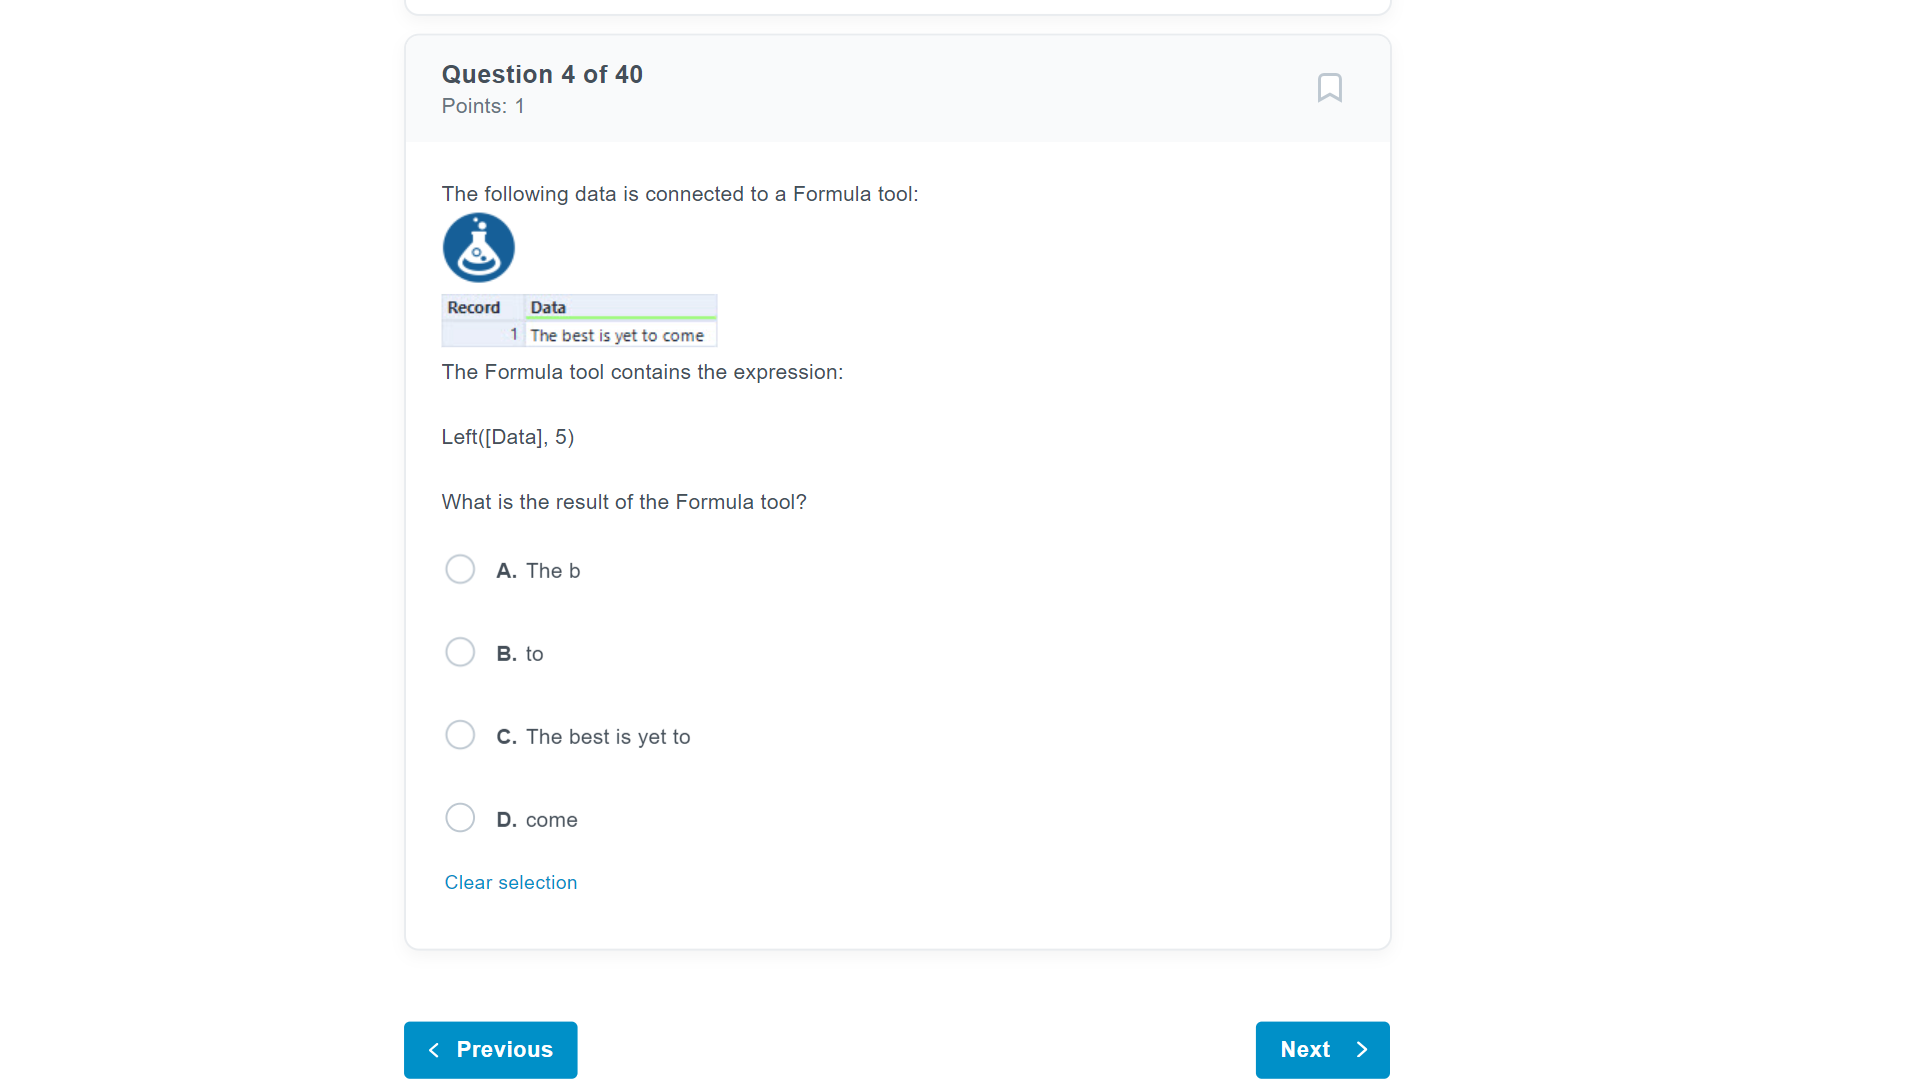 Question 4 of 40
Points: 1
The following data is connected to a Formula tool:
Record Data
1 The best is yet to come
The Formula tool contains the expression:
Left([Data], 5)
What is the result of the Formula tool?
A. The b
B. to
C. The best is yet to
D. come
Clear selection
Previous
Next